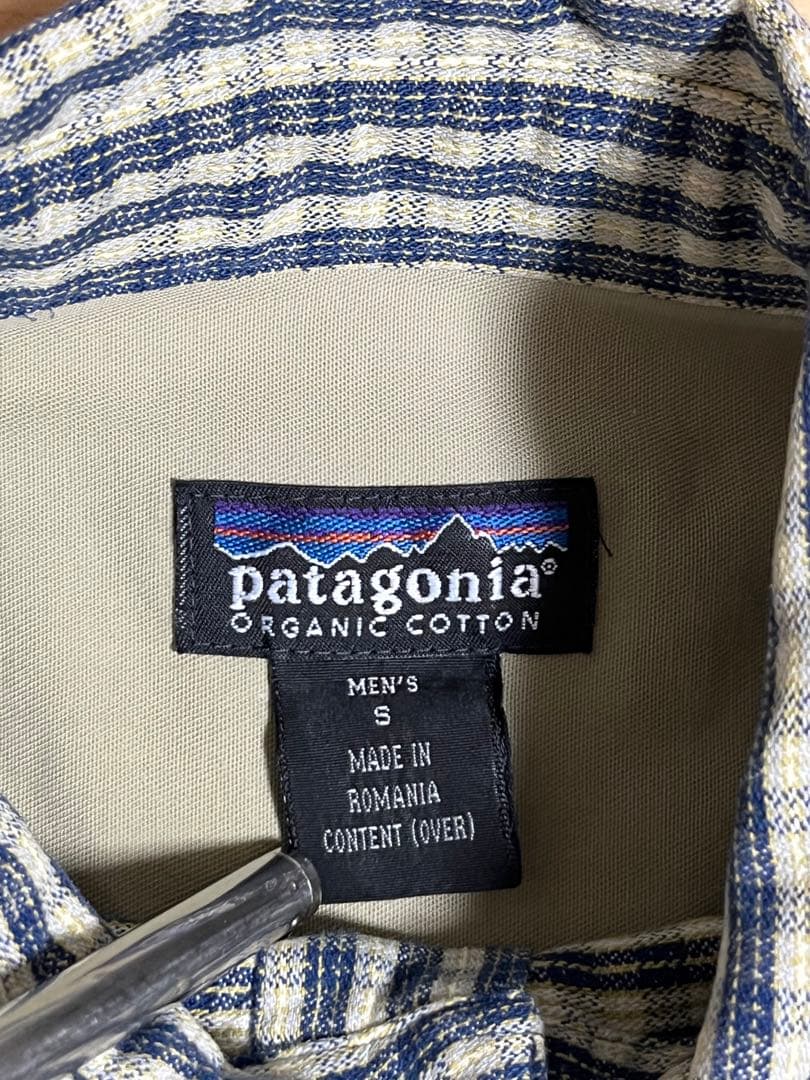 patagonia®
ORGANIC COTTON
MEN'S
S
MADE IN
ROMANIA
CONTENT (OVER)